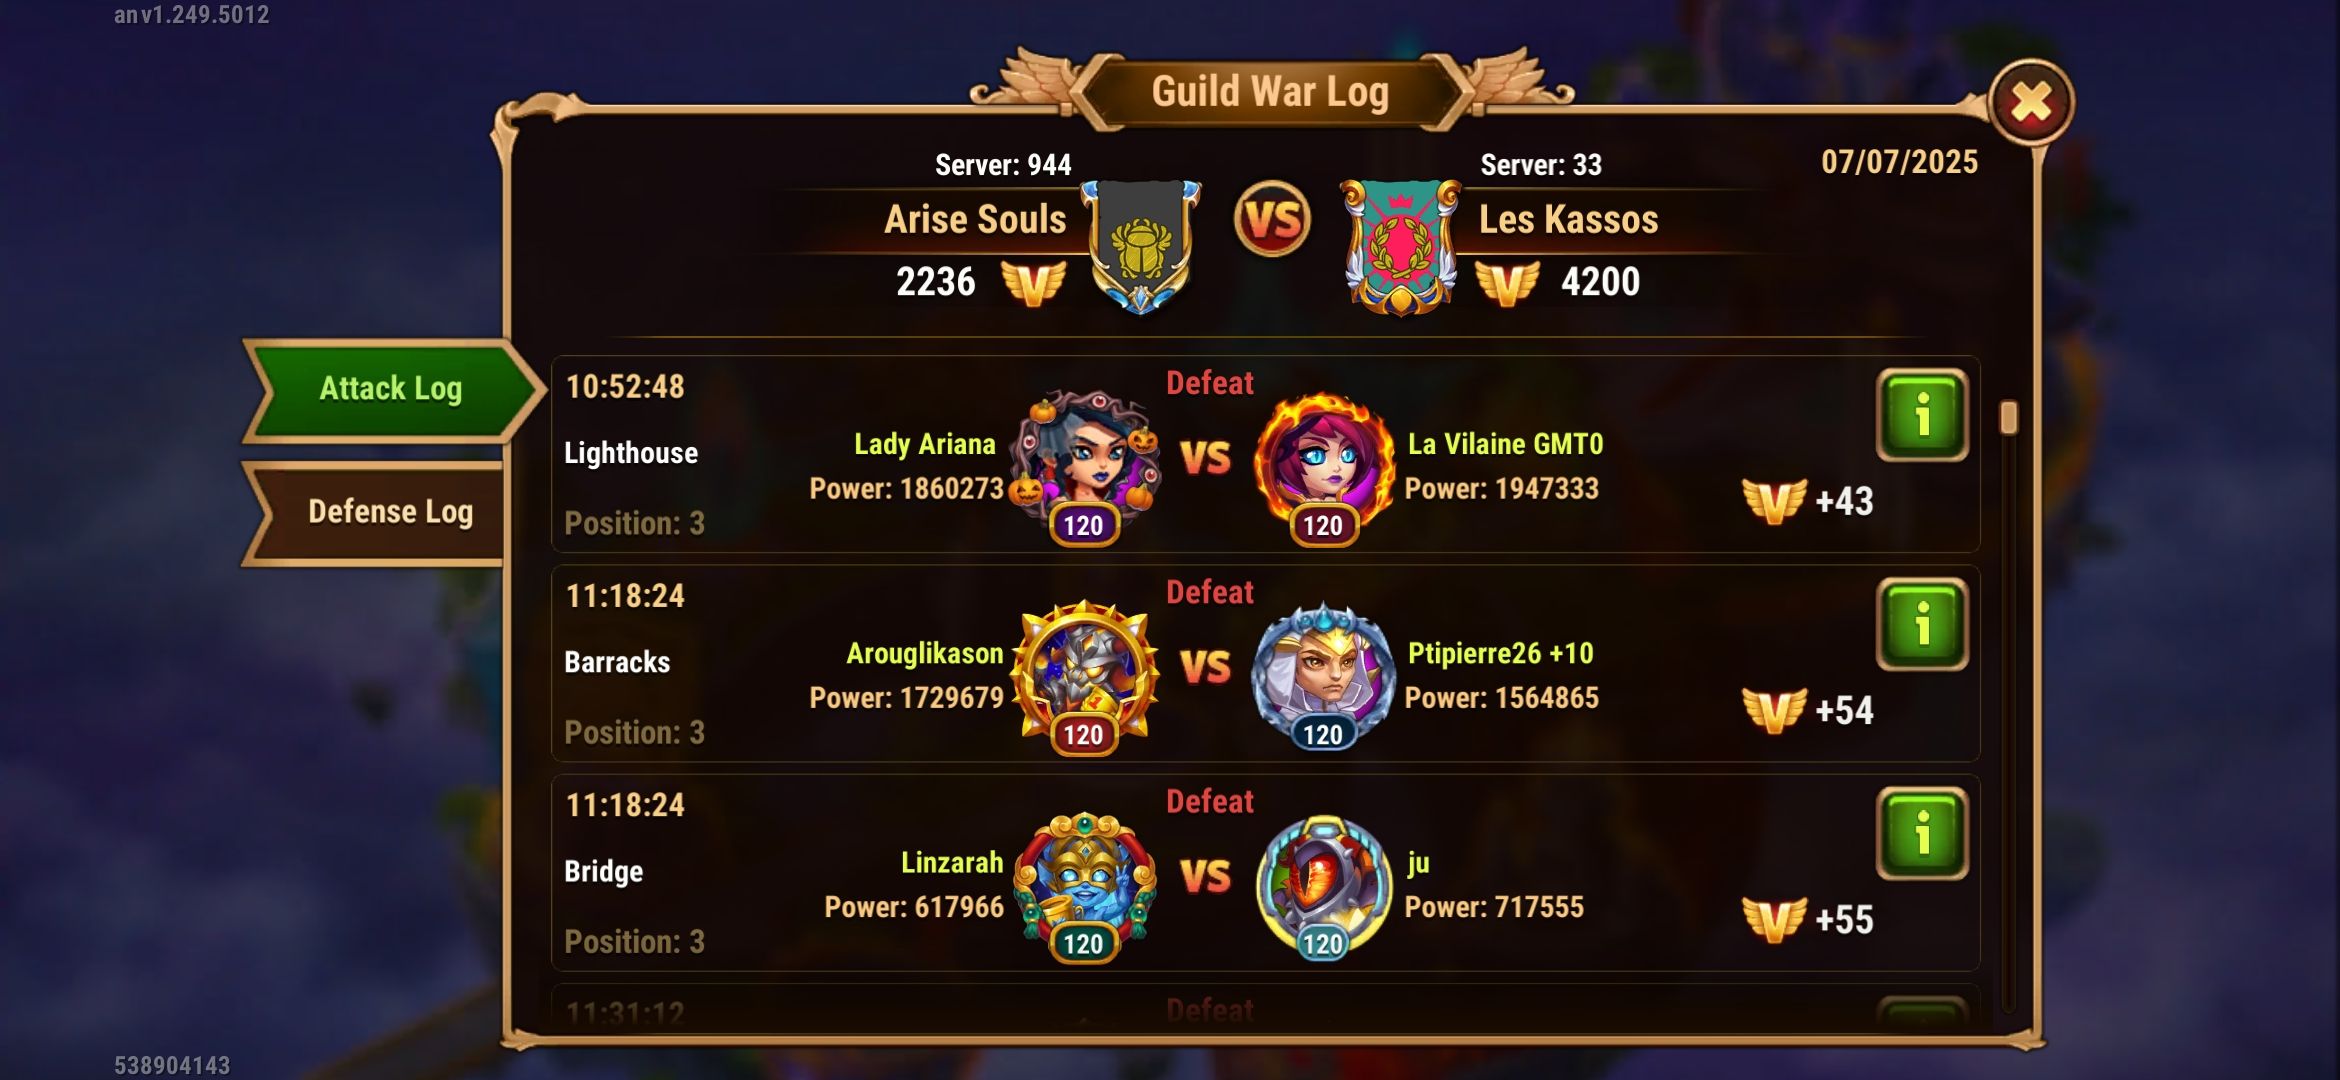 anv1.249.5012
Guild War Log
Server: 944
Server: 33
07/07/2025
Arise Souls
VS
Les Kassos
2236
4200
Attack Log
Defense Log
10:52:48
Defeat
Lighthouse
Lady Ariana
VS
La Vilaine GMT0
Power: 1860273
Power: 1947333
+43
Position: 3
120
120
11:18:24
Defeat
Barracks
Arouglikason
VS
Ptipierre26 +10
Power: 1729679
Power: 1564865
+54
Position: 3
120
120
11:18:24
Defeat
Bridge
Linzarah
VS
ju
Power: 617966
Power: 717555
+55
Position: 3
120
120
11:31:12
Defeat
538904143